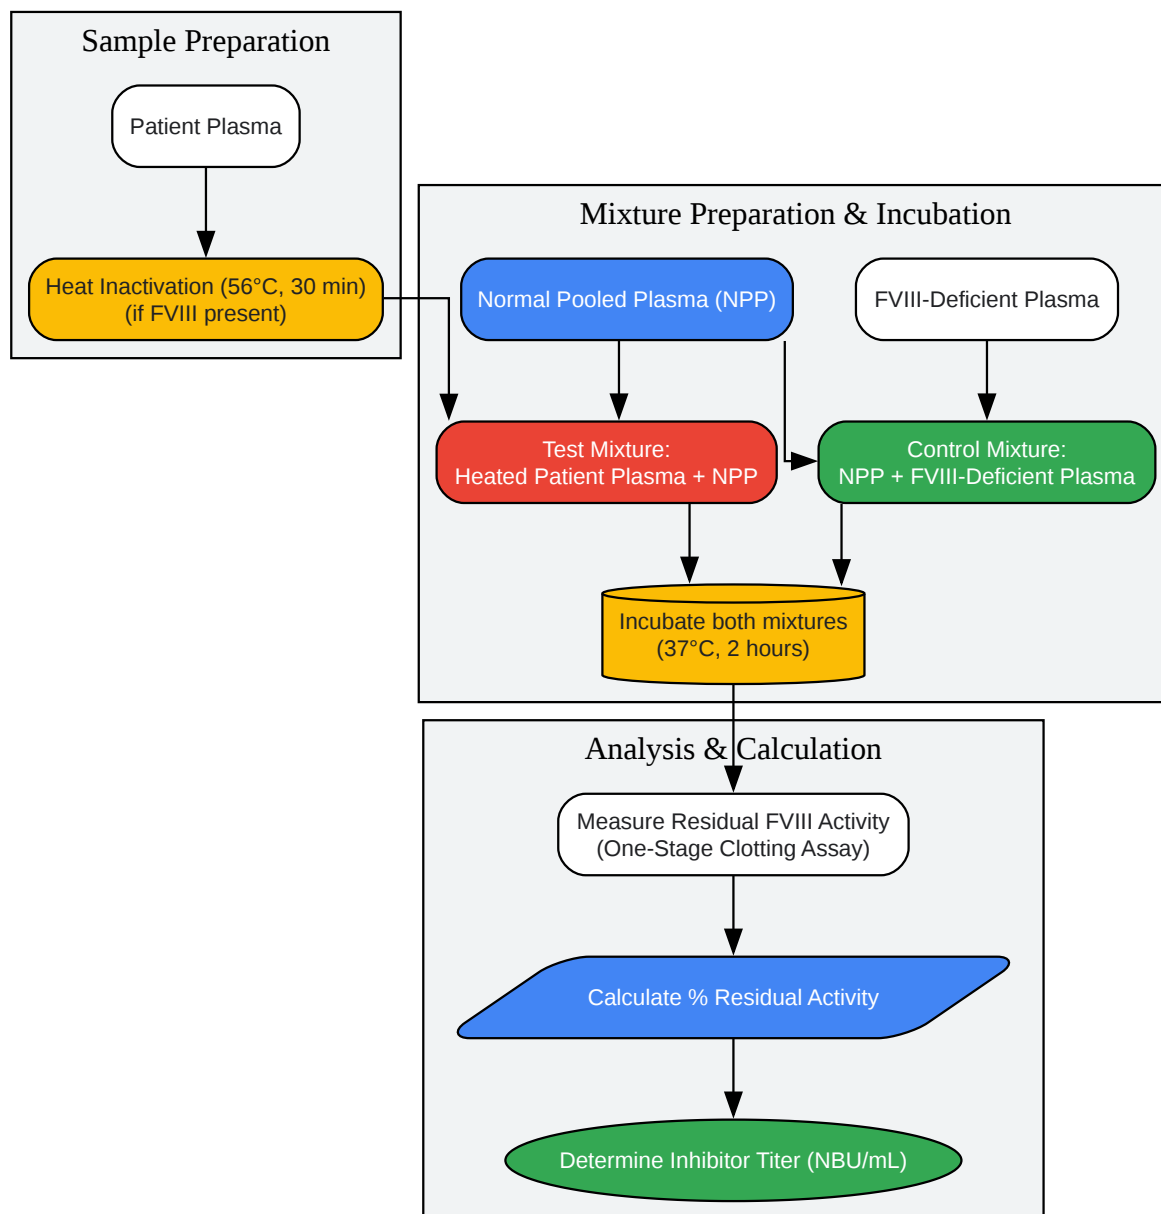 Sample Preparation
Patient Plasma
Heat Inactivation (56°C, 30 min)
(if FVIII present)
Mixture Preparation & Incubation
Normal Pooled Plasma (NPP)
FVIII-Deficient Plasma
Test Mixture:
Heated Patient Plasma + NPP
Control Mixture:
NPP + FVIII-Deficient Plasma
Incubate both mixtures
(37°C, 2 hours)
Analysis & Calculation
Measure Residual FVIII Activity
(One-Stage Clotting Assay)
Calculate % Residual Activity
Determine Inhibitor Titer (NBU/mL)